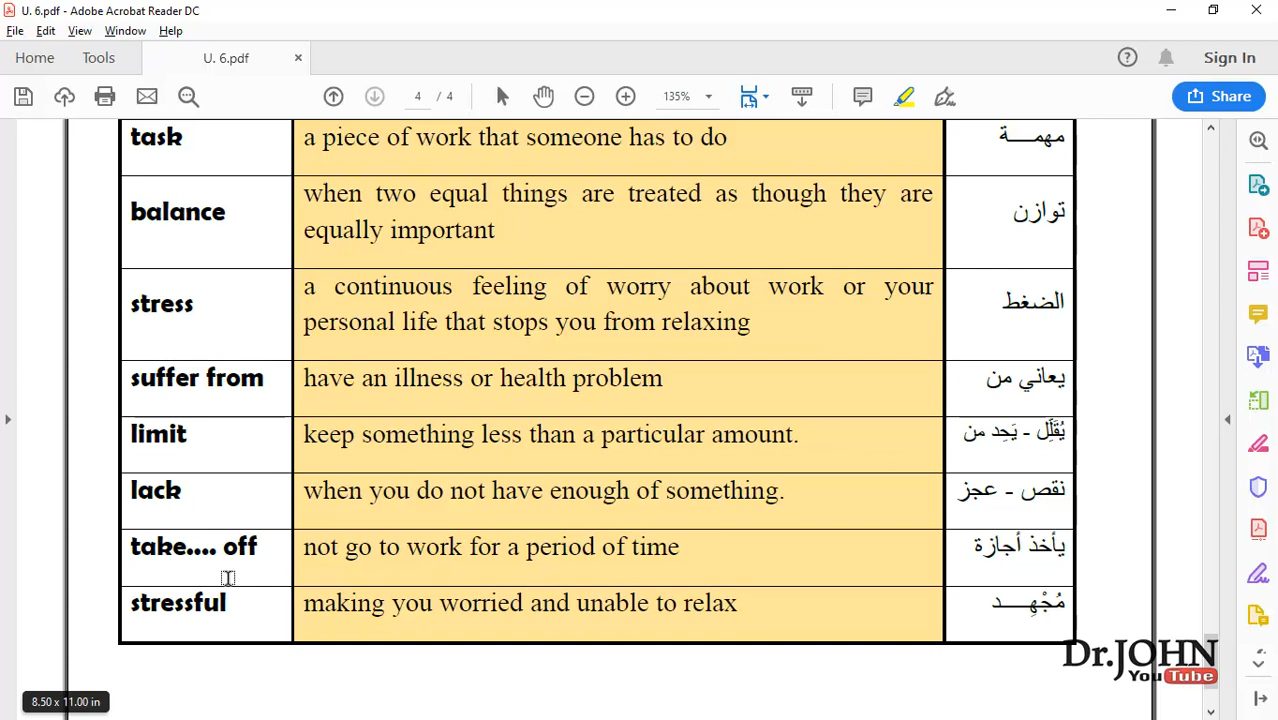 U. 6.pdf - Adobe Acrobat Reader DC
File Edit View Window Help
Home Tools U. 6.pdf × Sign In
4 / 4 135% Share
task a piece of work that someone has to do مهمـــة
balance when two equal things are treated as though they are توازن
equally important
stress a continuous feeling of worry about work or your الضغط
personal life that stops you from relaxing
suffer from have an illness or health problem يعاني من
limit keep something less than a particular amount. يُقَلِّل - يَحِد من
lack when you do not have enough of something. نقص - عجز
take.... off not go to work for a period of time يأخذ أجازة
stressful making you worried and unable to relax مُجْهِـــد
Dr.JOHN
You Tube
8.50 x 11.00 in